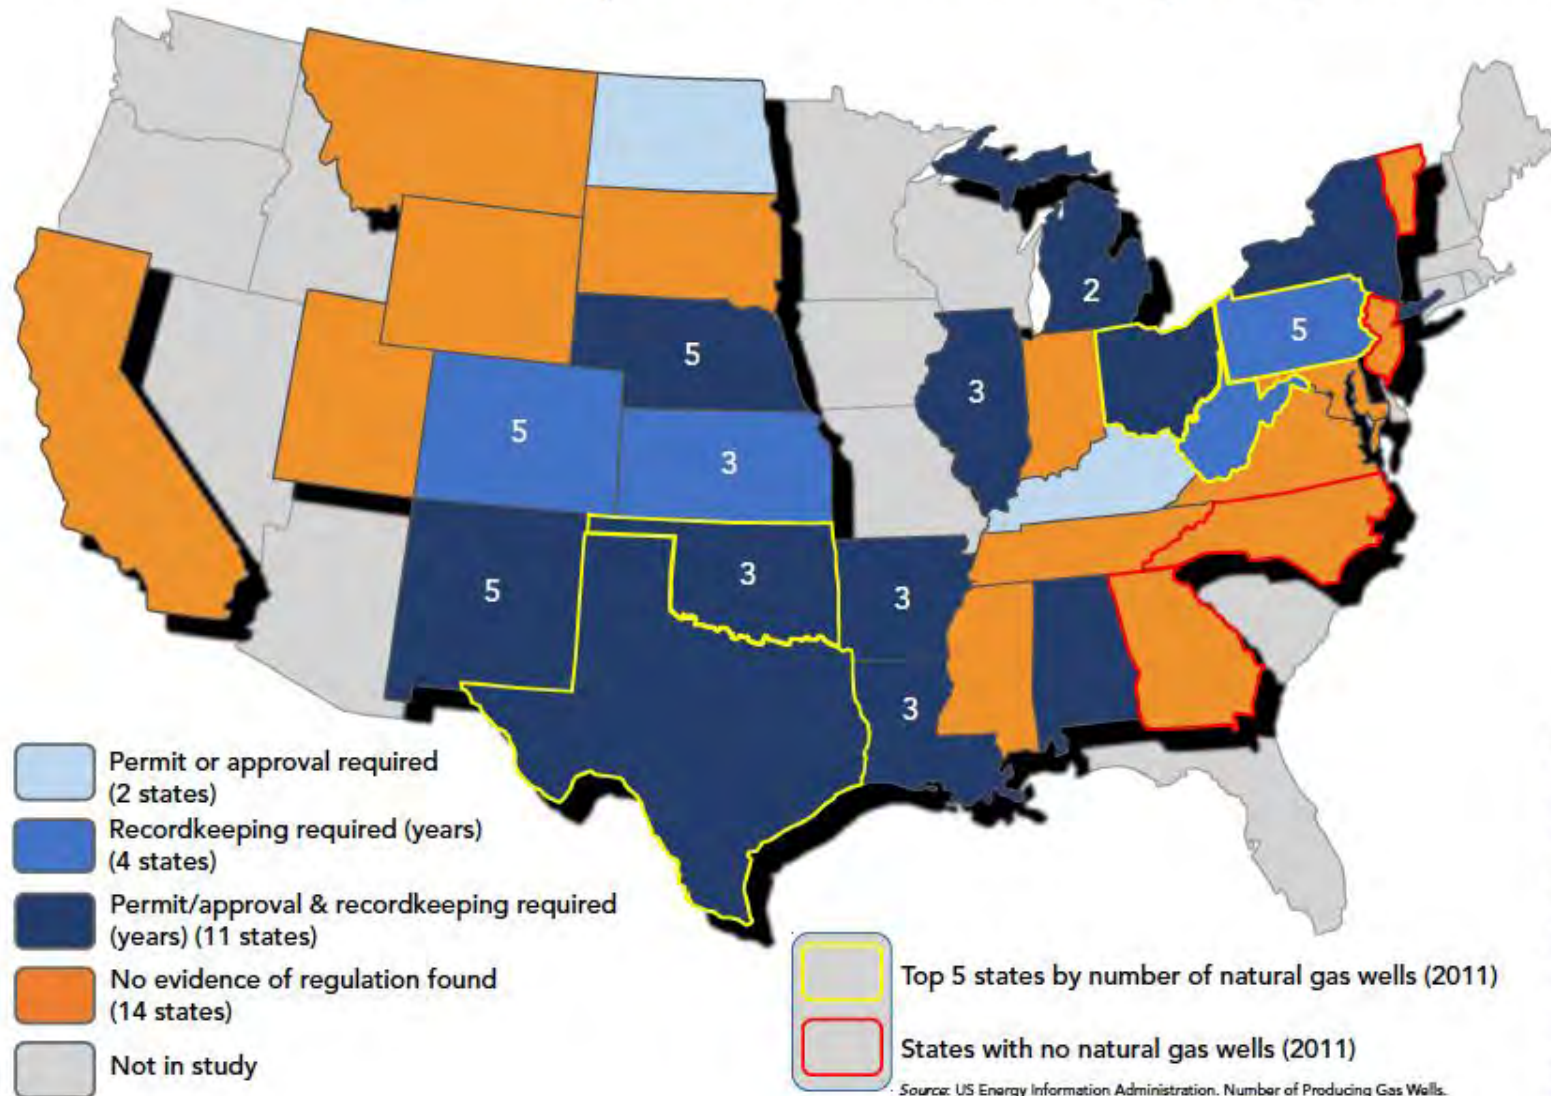 2
5
5
3
5
3
3
5
3
3
3
Permit or approval required
(2 states)
Recordkeeping required (years)
(4 states)
Permit/approval & recordkeeping required
(years) (11 states)
No evidence of regulation found
(14 states)
Not in study
Top 5 states by number of natural gas wells (2011)
States with no natural gas wells (2011)
Source: US Energy Information Administration. Number of Producing Gas Wells.